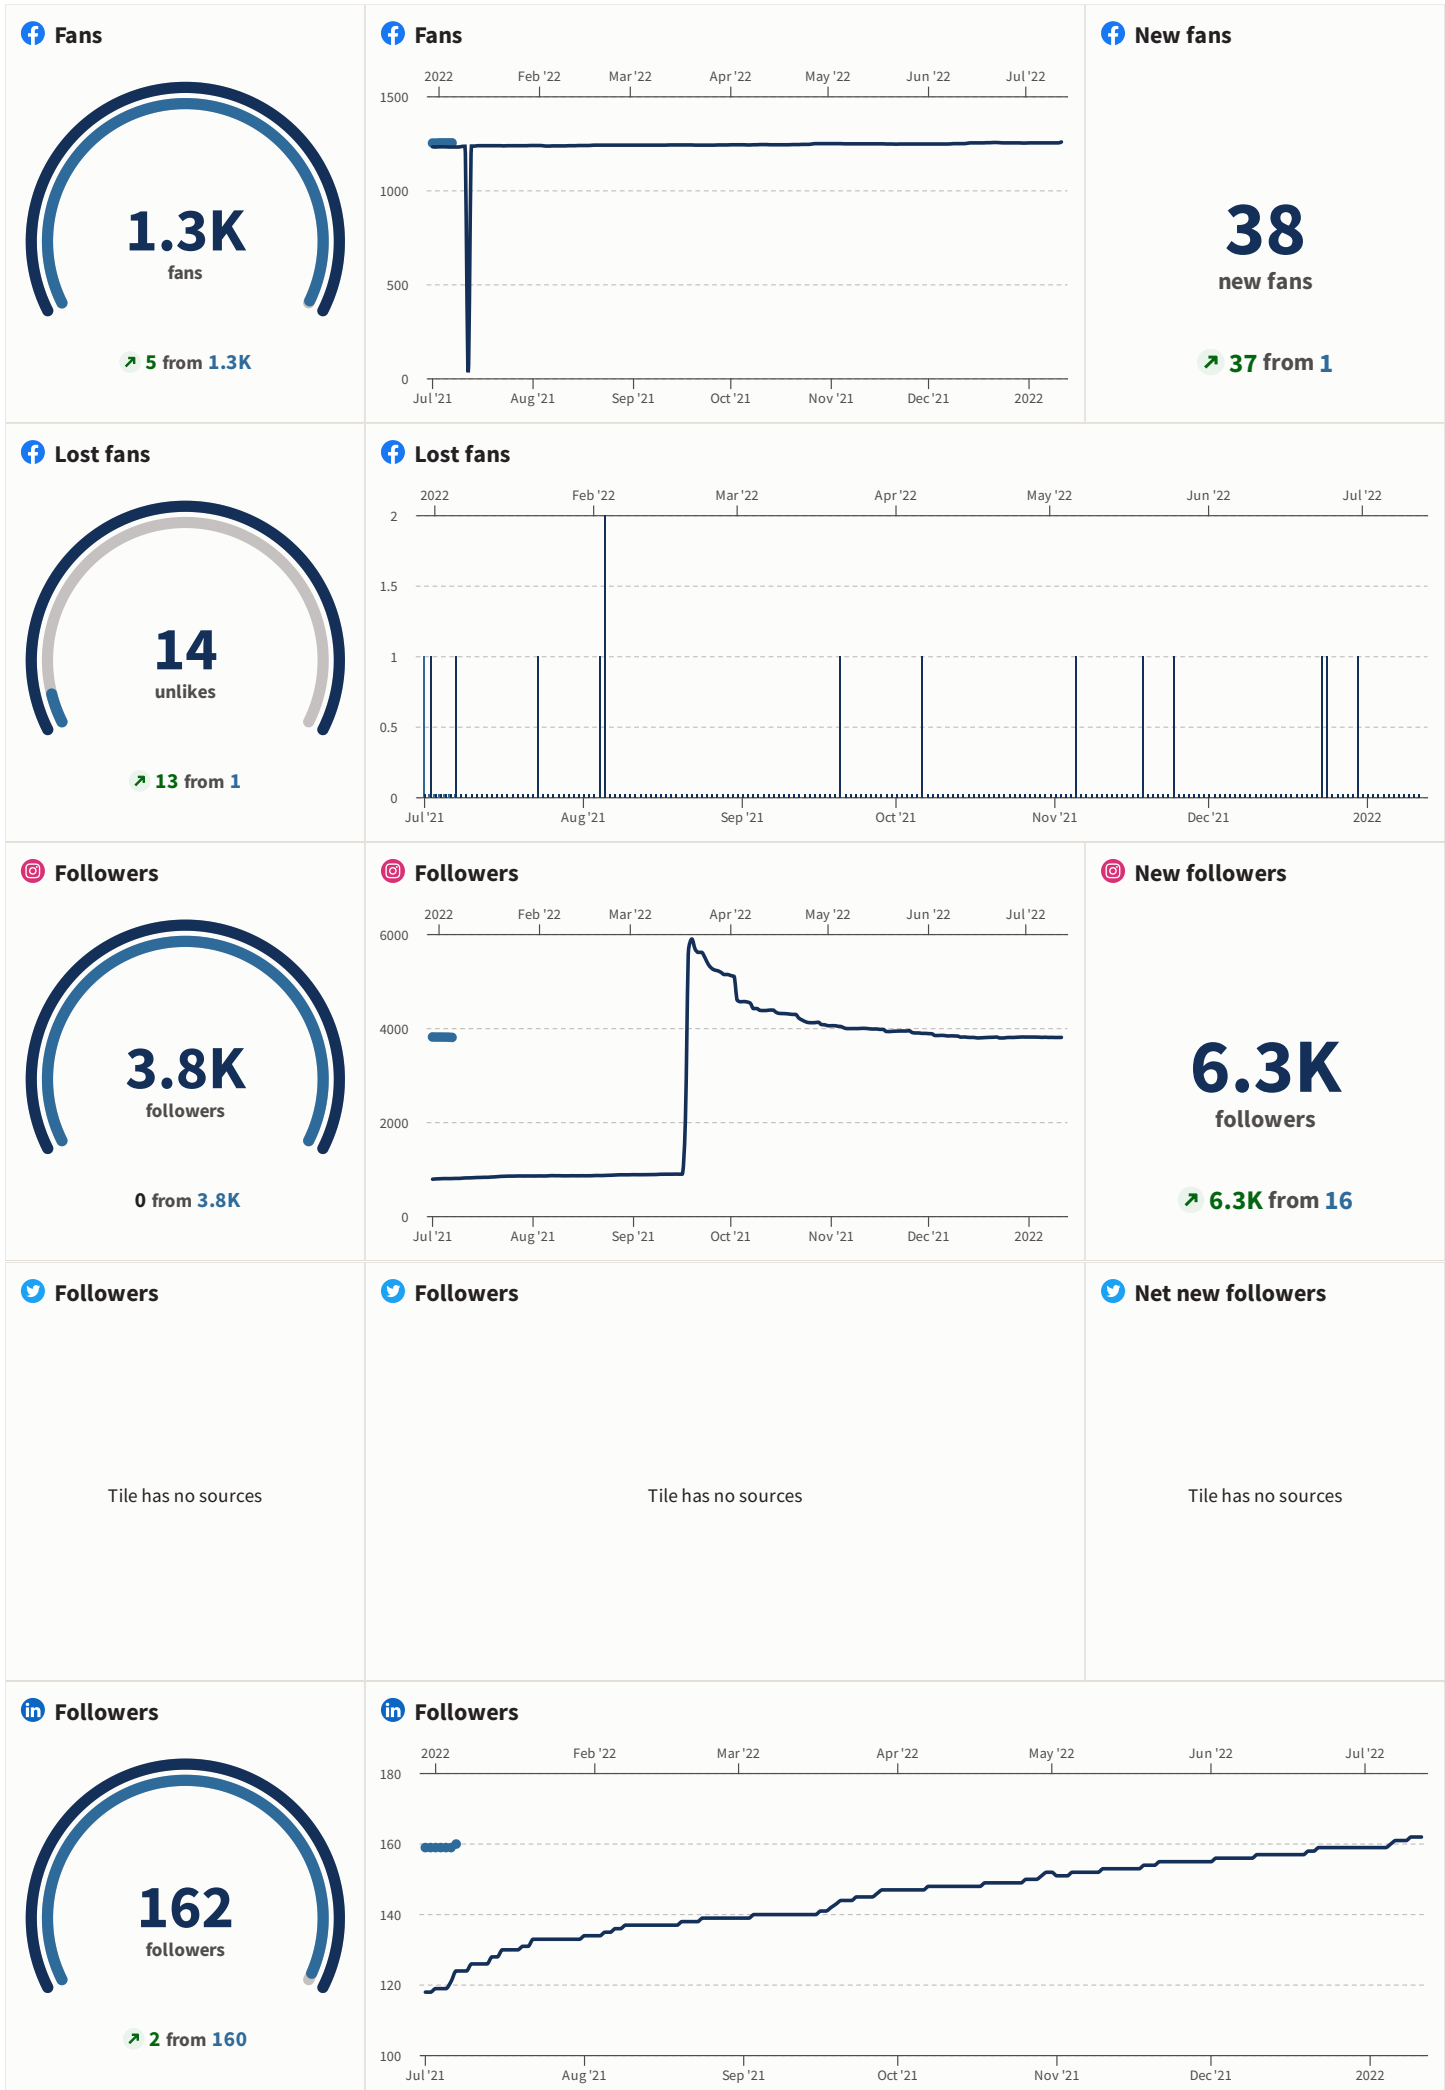 Fans
1.3K
fans
5 from 1.3K
Fans
2022 Feb '22 Mar '22 Apr '22 May '22 Jun '22 Jul '22
1500
1000
500
0
Jul '21 Aug '21 Sep '21 Oct '21 Nov '21 Dec '21 2022
New fans
38
new fans
37 from 1
Lost fans
14
unlikes
13 from 1
Lost fans
2022 Feb '22 Mar '22 Apr '22 May '22 Jun '22 Jul '22
2
1.5
1
0.5
0
Jul '21 Aug '21 Sep '21 Oct '21 Nov '21 Dec '21 2022
Followers
3.8K
followers
0 from 3.8K
Followers
2022 Feb '22 Mar '22 Apr '22 May '22 Jun '22 Jul '22
6000
4000
2000
0
Jul '21 Aug '21 Sep '21 Oct '21 Nov '21 Dec '21 2022
New followers
6.3K
followers
6.3K from 16
Followers
Tile has no sources
Followers
Tile has no sources
Net new followers
Tile has no sources
in
Followers
162
followers
2 from 160
in
Followers
2022 Feb '22 Mar '22 Apr '22 May '22 Jun '22 Jul '22
180
160
140
120
100
Jul '21 Aug '21 Sep '21 Oct '21 Nov '21 Dec '21 2022